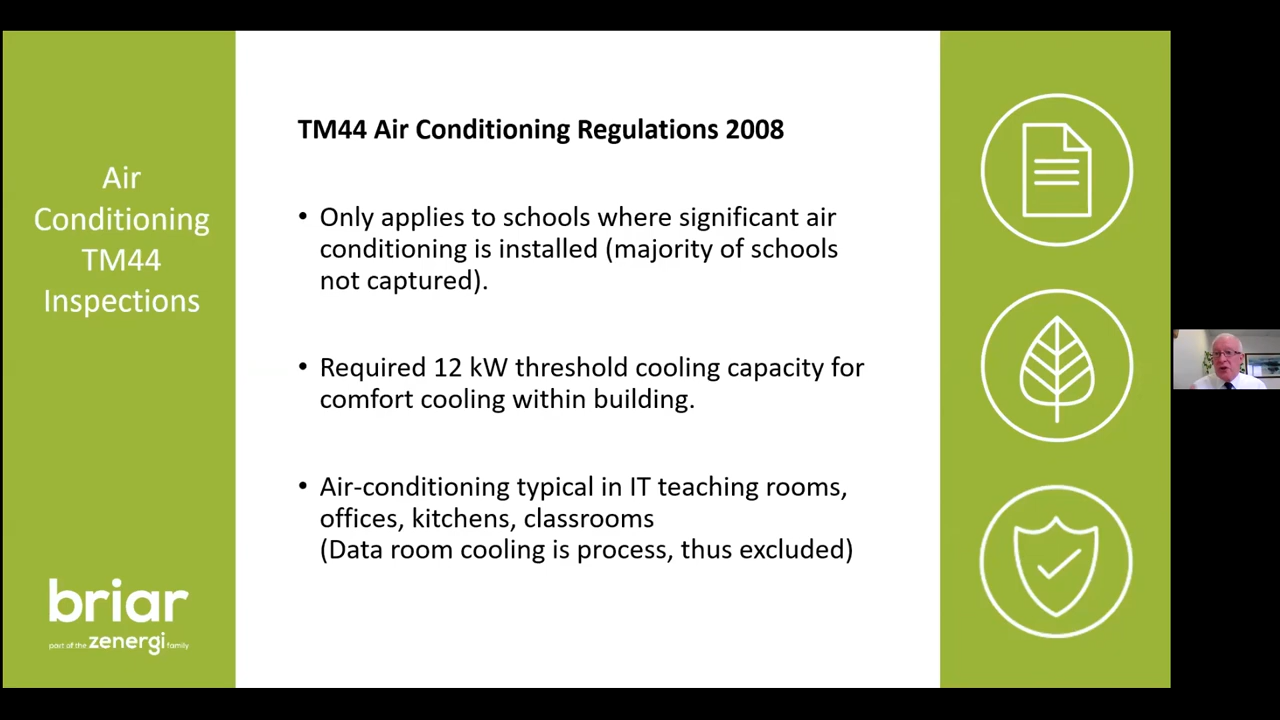 Air
Conditioning
TM44
Inspections
TM44 Air Conditioning Regulations 2008
• Only applies to schools where significant air
conditioning is installed (majority of schools
not captured).
• Required 12 kW threshold cooling capacity for
comfort cooling within building.
• Air-conditioning typical in IT teaching rooms,
offices, kitchens, classrooms
(Data room cooling is process, thus excluded)
briar
part of the zenergi family